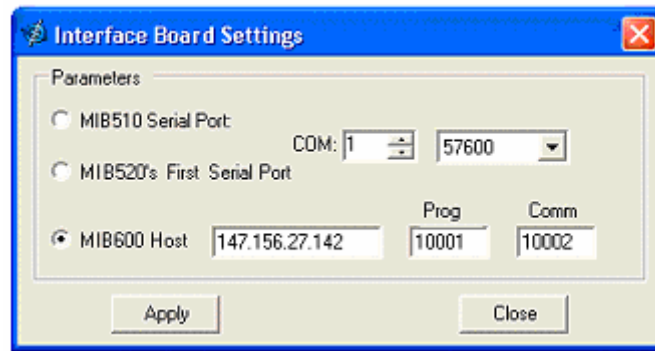 Interface Board Settings
Parameters
MIB510 Serial Port:
COM: 1 57600
MIB520's First Serial Port
Prog Comm
MIB600 Host 147.156.27.142 10001 10002
Apply Close